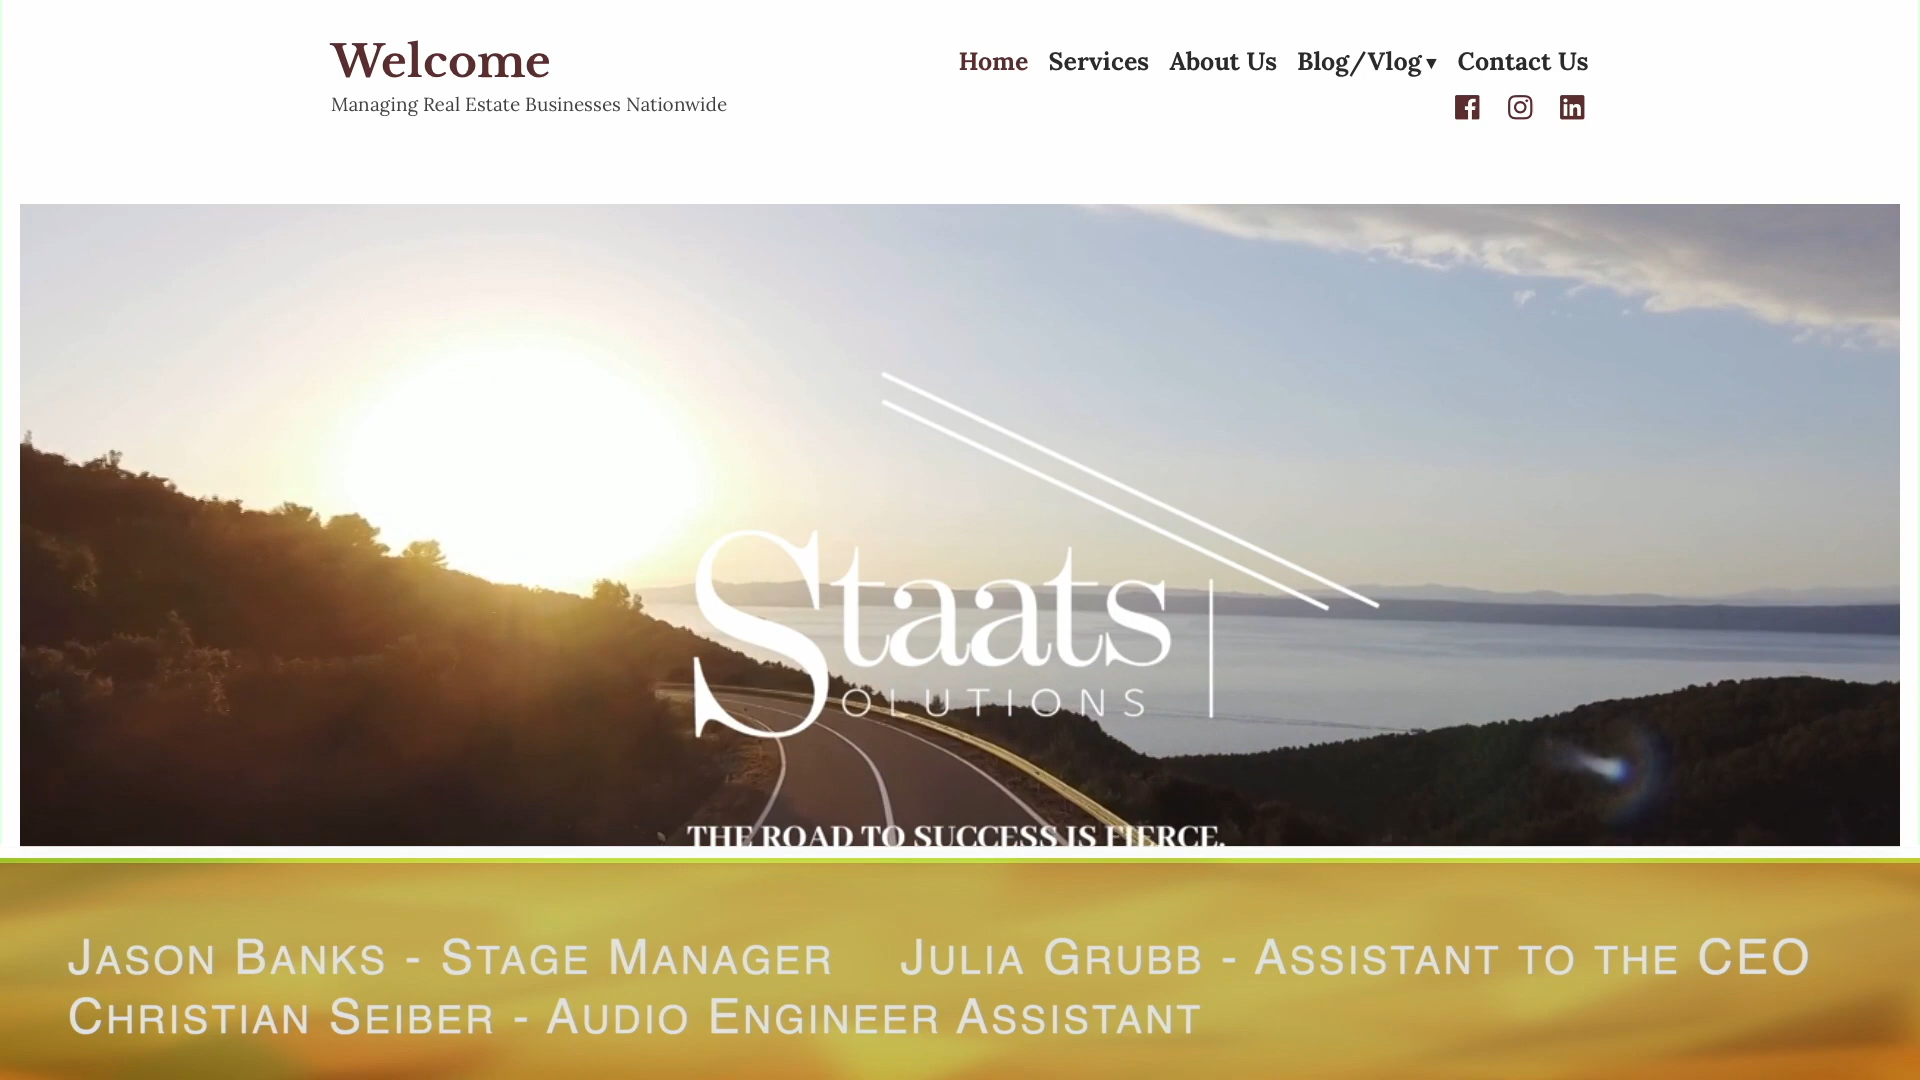 Welcome
Managing Real Estate Businesses Nationwide
Home Services About Us Blog/Vlog▾ Contact Us
Staats
SOLUTIONS
THE ROAD TO SUCCESS IS FIERCE.
JASON BANKS - STAGE MANAGER JULIA GRUBB - ASSISTANT TO THE CEO
CHRISTIAN SEIBER - AUDIO ENGINEER ASSISTANT